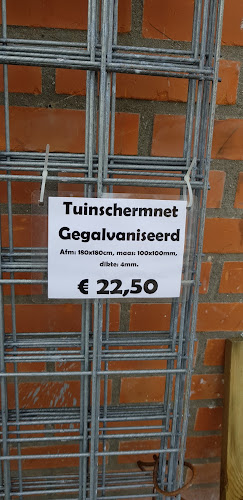 Tuinschermnet
Gegalvaniseerd
Afm: 180x180cm, maas: 100x100mm,
dikte: 4mm.
€ 22,50